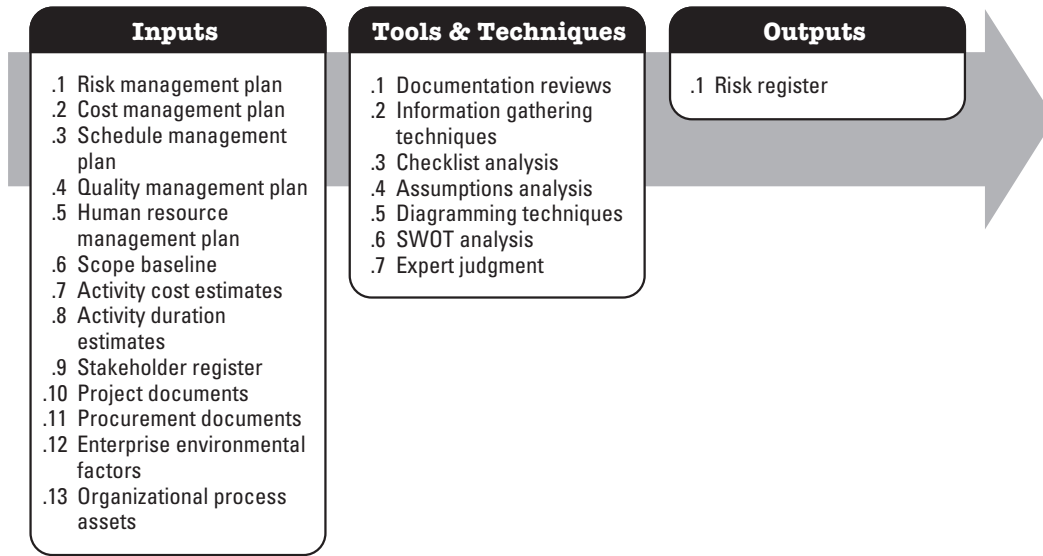 Inputs
.1 Risk management plan
.2 Cost management plan
.3 Schedule management
plan
.4 Quality management plan
.5 Human resource
management plan
.6 Scope baseline
.7 Activity cost estimates
.8 Activity duration
estimates
.9 Stakeholder register
.10 Project documents
.11 Procurement documents
.12 Enterprise environmental
factors
.13 Organizational process
assets
Tools & Techniques
.1 Documentation reviews
.2 Information gathering
techniques
.3 Checklist analysis
.4 Assumptions analysis
.5 Diagramming techniques
.6 SWOT analysis
.7 Expert judgment
Outputs
.1 Risk register